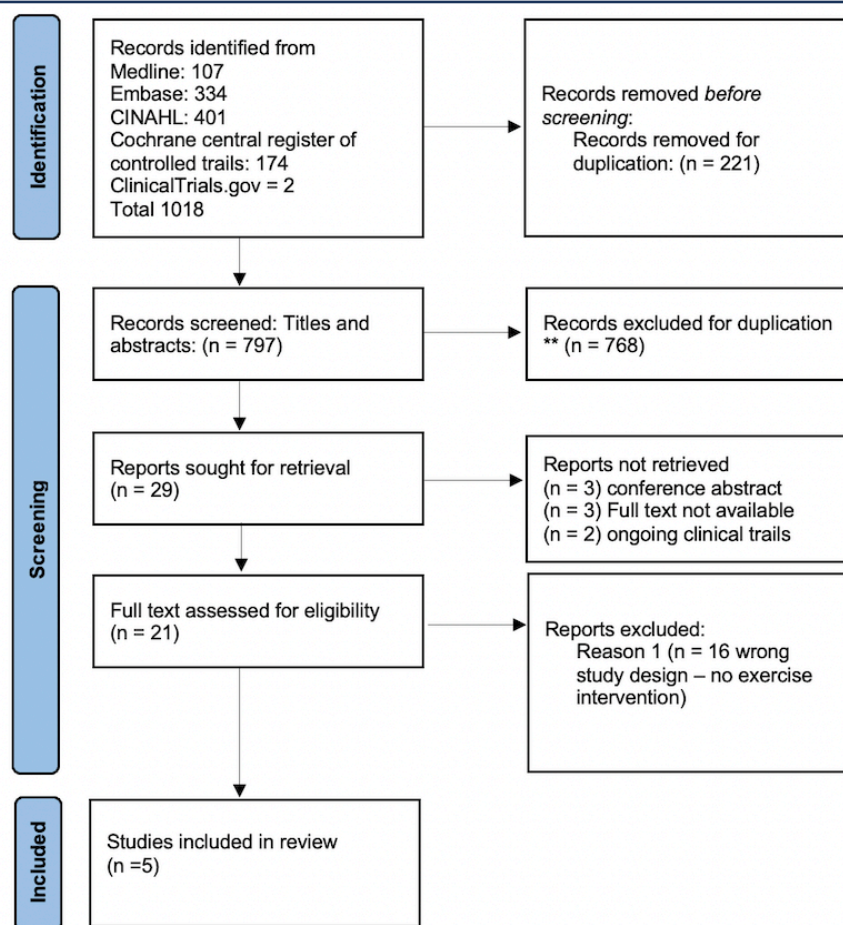 Identification
Records identified from
Medline: 107
Embase: 334
CINAHL: 401
Cochrane central register of
controlled trails: 174
ClinicalTrials.gov = 2
Total 1018
Records removed before
screening:
Records removed for
duplication: (n = 221)
Screening
Records screened: Titles and
abstracts: (n = 797)
Records excluded for duplication
** (n = 768)
Reports sought for retrieval
(n = 29)
Reports not retrieved
(n = 3) conference abstract
(n = 3) Full text not available
(n = 2) ongoing clinical trails
Full text assessed for eligibility
(n = 21)
Reports excluded:
Reason 1 (n = 16 wrong
study design – no exercise
intervention)
Included
Studies included in review
(n =5)